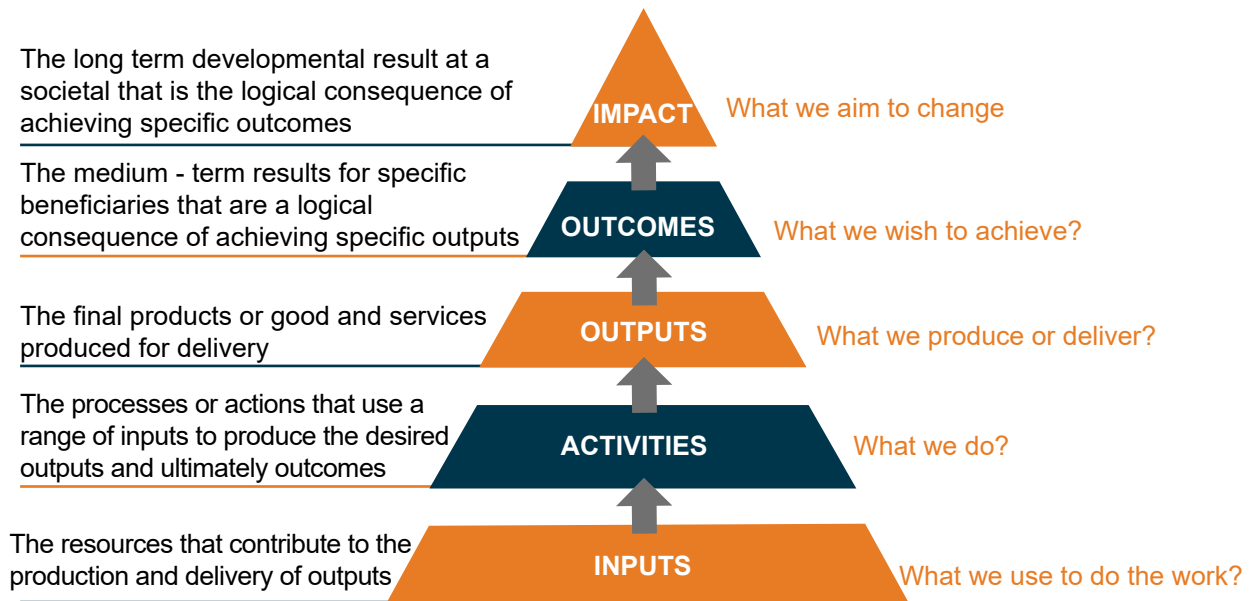 The long term developmental result at a
societal that is the logical consequence of
achieving specific outcomes
IMPACT
What we aim to change
The medium - term results for specific
beneficiaries that are a logical
consequence of achieving specific outputs
OUTCOMES
What we wish to achieve?
The final products or good and services
produced for delivery
OUTPUTS
What we produce or deliver?
The processes or actions that use a
range of inputs to produce the desired
outputs and ultimately outcomes
ACTIVITIES
What we do?
The resources that contribute to the
production and delivery of outputs
INPUTS
What we use to do the work?